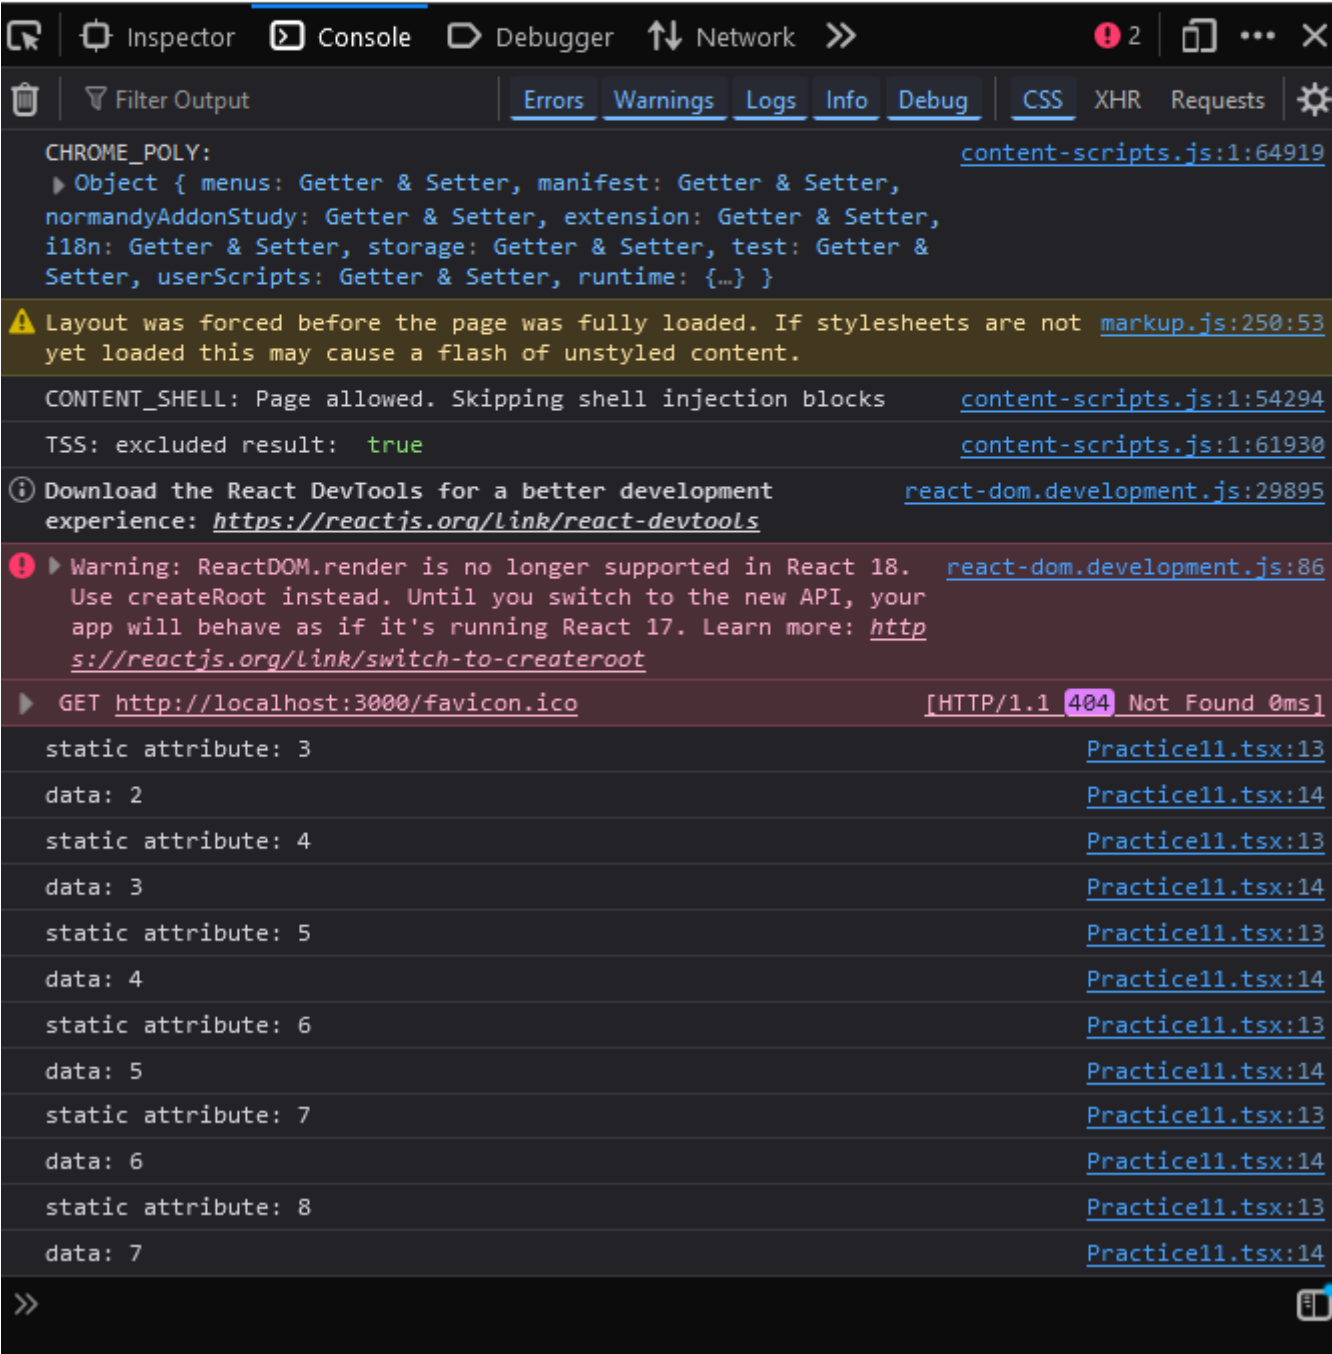 Inspector Console Debugger Network 2
Filter Output Errors Warnings Logs Info Debug CSS XHR Requests
CHROME_POLY: content-scripts.js:1:64919
Object { menus: Getter & Setter, manifest: Getter & Setter,
normandyAddonStudy: Getter & Setter, extension: Getter & Setter,
i18n: Getter & Setter, storage: Getter & Setter, test: Getter &
Setter, userScripts: Getter & Setter, runtime: {…} }
Layout was forced before the page was fully loaded. If stylesheets are not markup.js:250:53
yet loaded this may cause a flash of unstyled content.
CONTENT_SHELL: Page allowed. Skipping shell injection blocks content-scripts.js:1:54294
TSS: excluded result: true content-scripts.js:1:61930
Download the React DevTools for a better development react-dom.development.js:29895
experience: https://reactjs.org/link/react-devtools
Warning: ReactDOM.render is no longer supported in React 18. react-dom.development.js:86
Use createRoot instead. Until you switch to the new API, your
app will behave as if it's running React 17. Learn more: http
s://reactjs.org/link/switch-to-createroot
GET http://localhost:3000/favicon.ico [HTTP/1.1 404 Not Found 0ms]
static attribute: 3 Practice11.tsx:13
data: 2 Practice11.tsx:14
static attribute: 4 Practice11.tsx:13
data: 3 Practice11.tsx:14
static attribute: 5 Practice11.tsx:13
data: 4 Practice11.tsx:14
static attribute: 6 Practice11.tsx:13
data: 5 Practice11.tsx:14
static attribute: 7 Practice11.tsx:13
data: 6 Practice11.tsx:14
static attribute: 8 Practice11.tsx:13
data: 7 Practice11.tsx:14